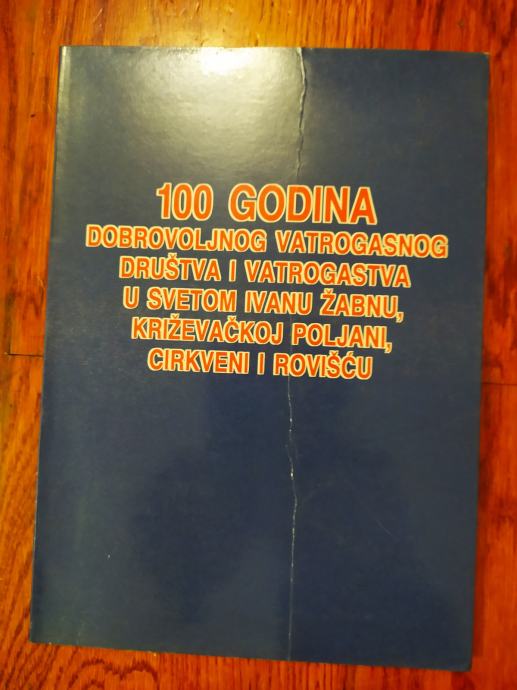 100 GODINA
DOBROVOLJNOG VATROGASNOG
DRUŠTVA I VATROGASTVA
U SVETOM IVANU ŽABNU,
KRIŽEVAČKOJ POLJANI,
CIRKVENI I ROVIŠĆU